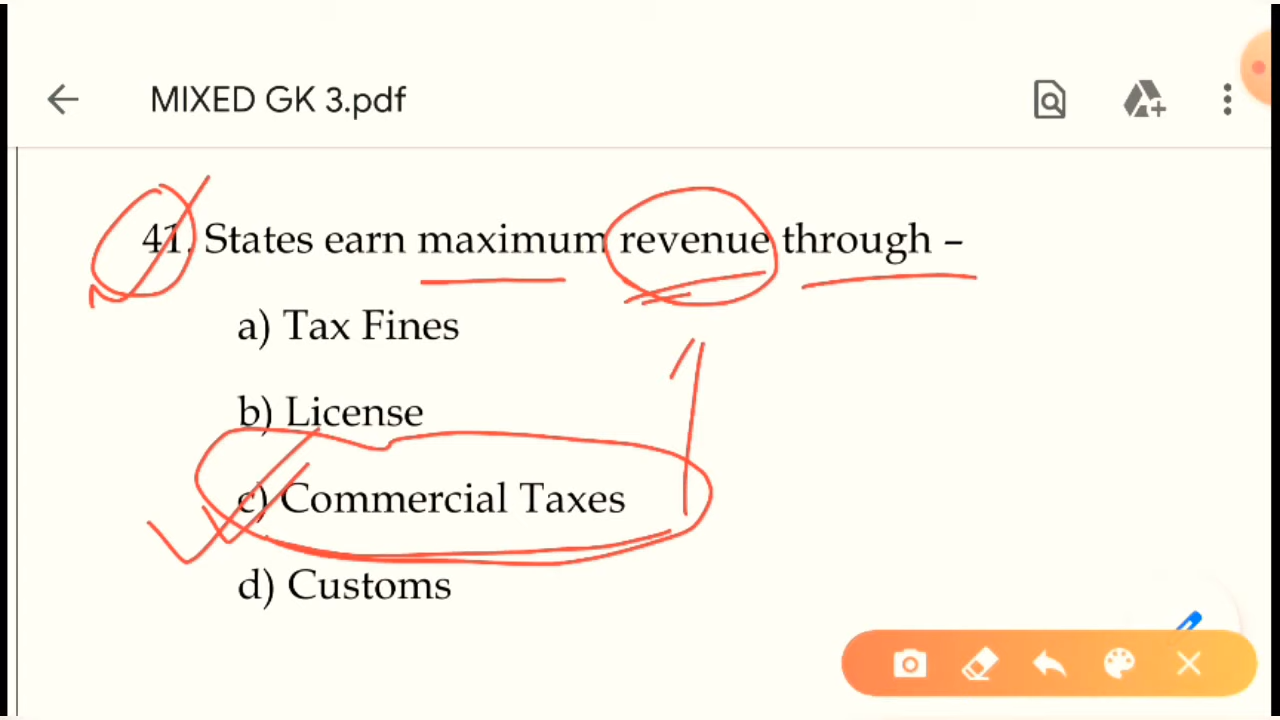 MIXED GK 3.pdf
41. States earn maximum revenue through –
a) Tax Fines
b) License
c) Commercial Taxes
d) Customs